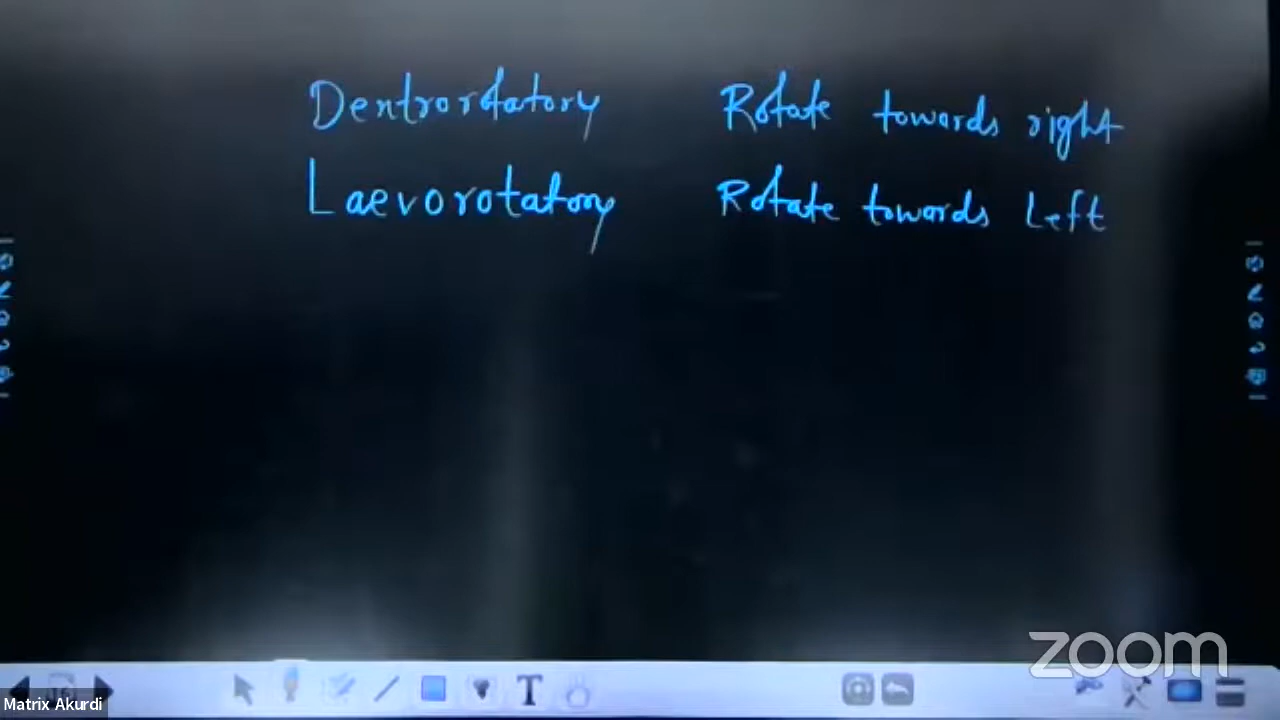 Dentrorotatory Rotate towards right
Laevorotatory Rotate towards Left
zoom
T
Matrix Akurdi